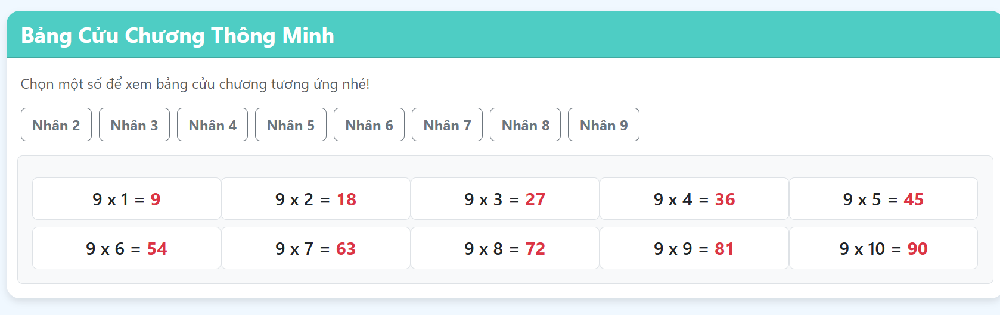 Bảng Cửu Chương Thông Minh
Chọn một số để xem bảng cửu chương tương ứng nhé!
Nhân 2 Nhân 3 Nhân 4 Nhân 5 Nhân 6 Nhân 7 Nhân 8 Nhân 9
9 x 1 = 9 9 x 2 = 18 9 x 3 = 27 9 x 4 = 36 9 x 5 = 45
9 x 6 = 54 9 x 7 = 63 9 x 8 = 72 9 x 9 = 81 9 x 10 = 90